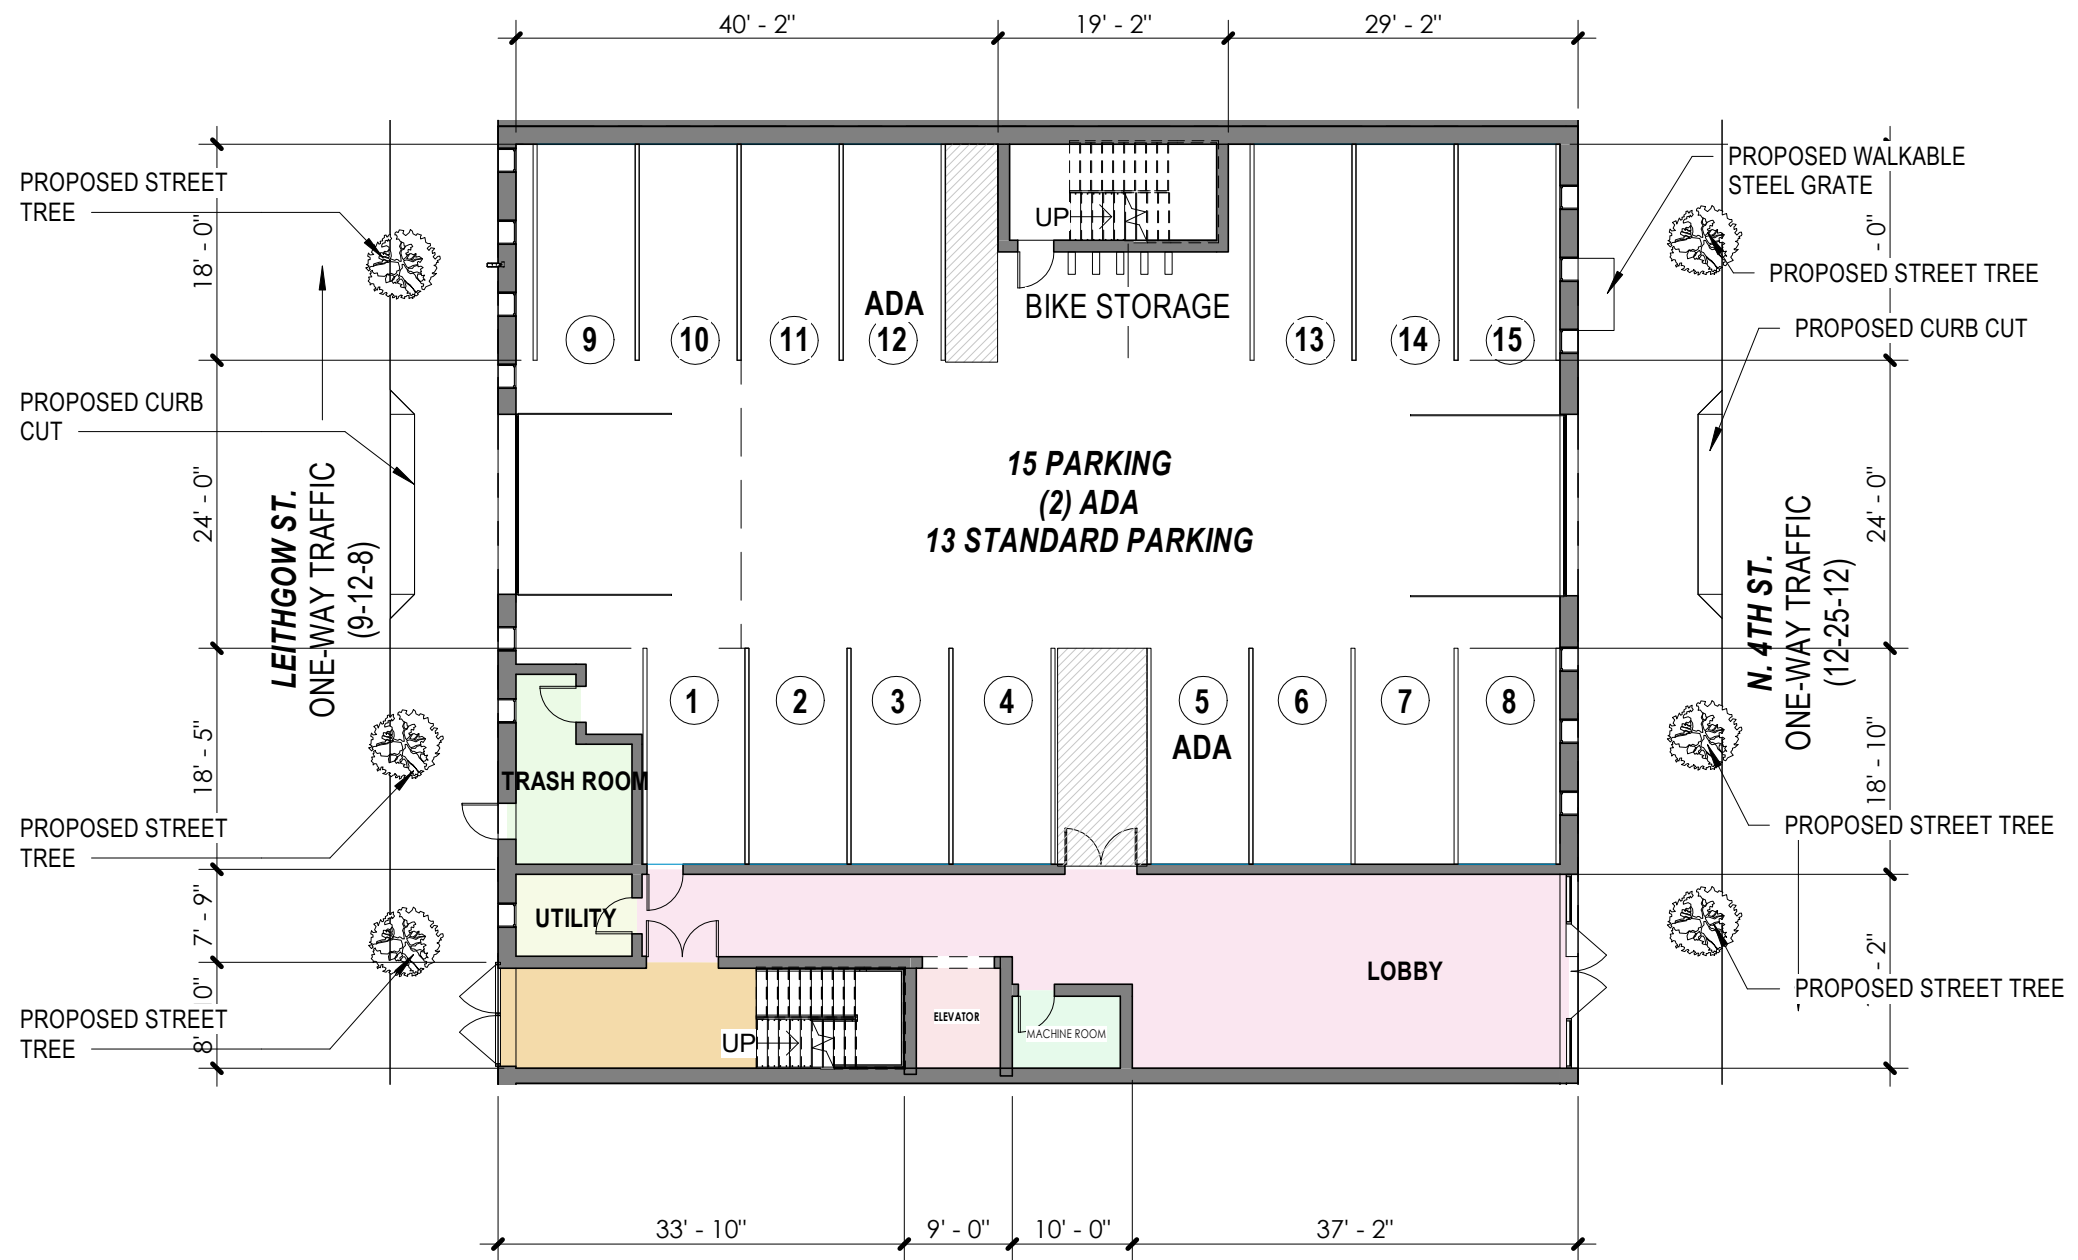 40' - 2"
19' - 2"
29' - 2"
PROPOSED STREET
TREE
18' - 0"
PROPOSED CURB
CUT
24' - 0"
LEITHGOW ST.
ONE-WAY TRAFFIC
(9-12-8)
18' - 5"
PROPOSED STREET
TREE
7' - 9"
PROPOSED STREET
TREE
8' 0"
UP
BIKE STORAGE
ADA
9
10
11
12
13
14
15
15 PARKING
(2) ADA
13 STANDARD PARKING
1
2
3
4
5
6
7
8
ADA
TRASH ROOM
UTILITY
LOBBY
ELEVATOR
MACHINE ROOM
UP
PROPOSED WALKABLE
STEEL GRATE
- 0"
PROPOSED STREET TREE
PROPOSED CURB CUT
24' - 0"
N. 4TH ST.
ONE-WAY TRAFFIC
(12-25-12)
18' - 10"
PROPOSED STREET TREE
- 2"
PROPOSED STREET TREE
33' - 10"
9' - 0"
10' - 0"
37' - 2"